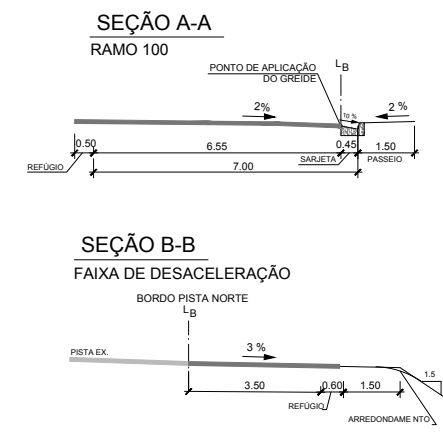 SEÇÃO A-A
RAMO 100
PONTO DE APLICAÇÃO
DO GREIDE
L B
2%
10 %
2 %
0.50
6.55
0.45
1.50
REFÚGIO
SARJETA
PASSEIO
7.00
SEÇÃO B-B
FAIXA DE DESACELERAÇÃO
BORDO PISTA NORTE
L B
PISTA EX.
3 %
1.5
3.50
0.60
1.50
REFÚGIO
ARREDONDAME NTO